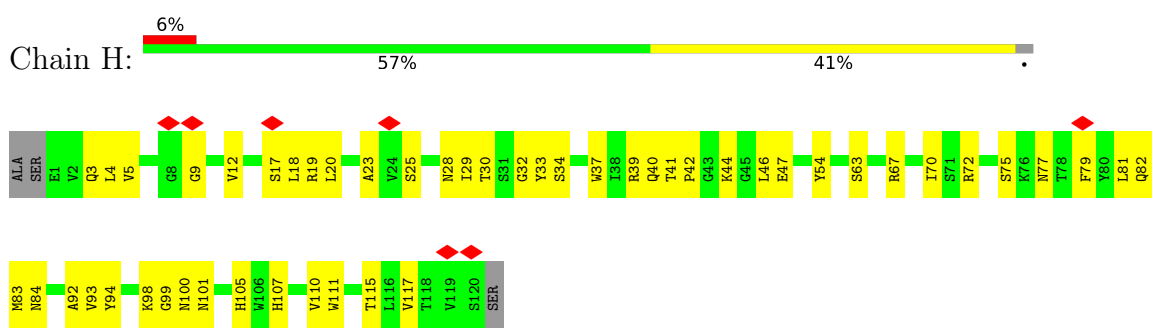 6%
Chain H:
57% 41% •
ALA SER E1 V2 Q3 L4 V5 G8 G9 V12 S17 L18 R19 L20 A23 V24 S25 N28 I29 T30 S31 G32 Y33 S34 W37 I38 R39 Q40 T41 P42 G43 K44 G45 L46 E47 Y54 S63 R67 I70 S71 R72 S75 K76 N77 T78 F79 Y80 L81 Q82
M83 N84 A92 V93 Y94 K98 G99 N100 N101 H105 W106 H107 V110 W111 T115 L116 V117 T118 V119 S120 SER